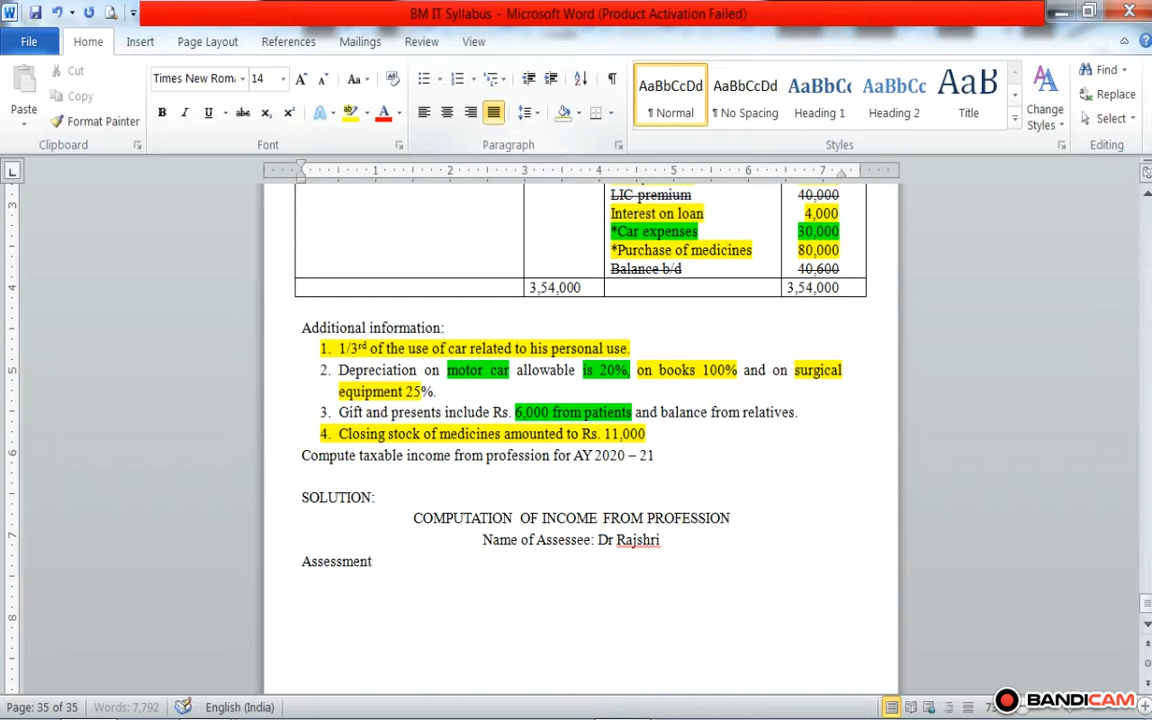 BM IT Syllabus - Microsoft Word (Product Activation Failed)
File Home Insert Page Layout References Mailings Review View
Paste
Cut
Copy
Format Painter
Clipboard
Times New Rom 14
Font
Paragraph
AaBbCcDd AaBbCcDd AaBbCc AaBbCc AaB
¶ Normal ¶ No Spacing Heading 1 Heading 2 Title
Change Styles
Styles
Find
Replace
Select
Editing
1 2 3 4 5 6 7
LIC premium 40,000
Interest on loan 4,000
*Car expenses 30,000
*Purchase of medicines 80,000
Balance b/d 40,600
3,54,000 3,54,000
Additional information:
1. 1/3rd of the use of car related to his personal use.
2. Depreciation on motor car allowable is 20%, on books 100% and on surgical
equipment 25%.
3. Gift and presents include Rs. 6,000 from patients and balance from relatives.
4. Closing stock of medicines amounted to Rs. 11,000
Compute taxable income from profession for AY 2020 – 21
SOLUTION:
COMPUTATION OF INCOME FROM PROFESSION
Name of Assessee: Dr Rajshri
Assessment
Page: 35 of 35 Words: 7,792 English (India)
BANDICAM